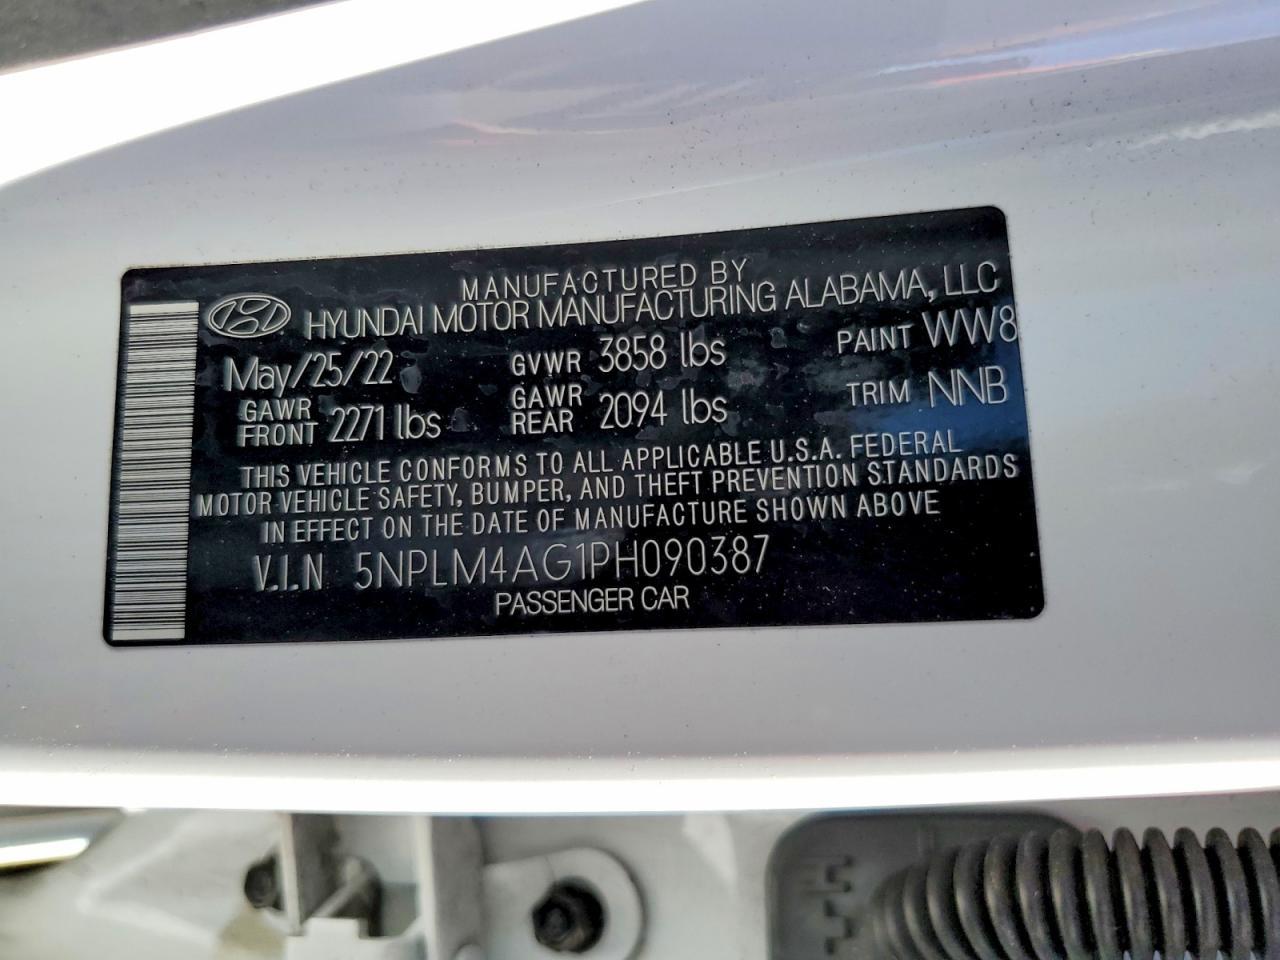 MANUFACTURED BY
HYUNDAI MOTOR MANUFACTURING ALABAMA, LLC
May/25/22 GVWR 3858 lbs PAINT WW8
GAWR FRONT 2271 lbs GAWR REAR 2094 lbs TRIM NNB
THIS VEHICLE CONFORMS TO ALL APPLICABLE U.S.A. FEDERAL
MOTOR VEHICLE SAFETY, BUMPER, AND THEFT PREVENTION STANDARDS
IN EFFECT ON THE DATE OF MANUFACTURE SHOWN ABOVE
V.I.N 5NPLM4AG1PH090387
PASSENGER CAR